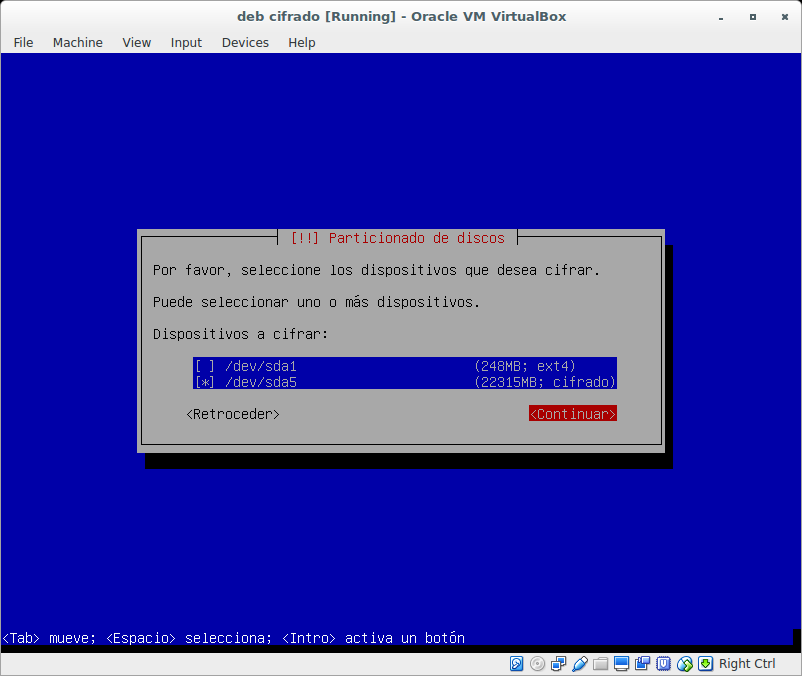 deb cifrado [Running] - Oracle VM VirtualBox
File Machine View Input Devices Help
[!!] Particionado de discos
Por favor, seleccione los dispositivos que desea cifrar.
Puede seleccionar uno o más dispositivos.
Dispositivos a cifrar:
[ ] /dev/sda1 (248MB; ext4)
[*] /dev/sda5 (22315MB; cifrado)
<Retroceder> <Continuar>
<Tab> mueve; <Espacio> selecciona; <Intro> activa un botón
Right Ctrl